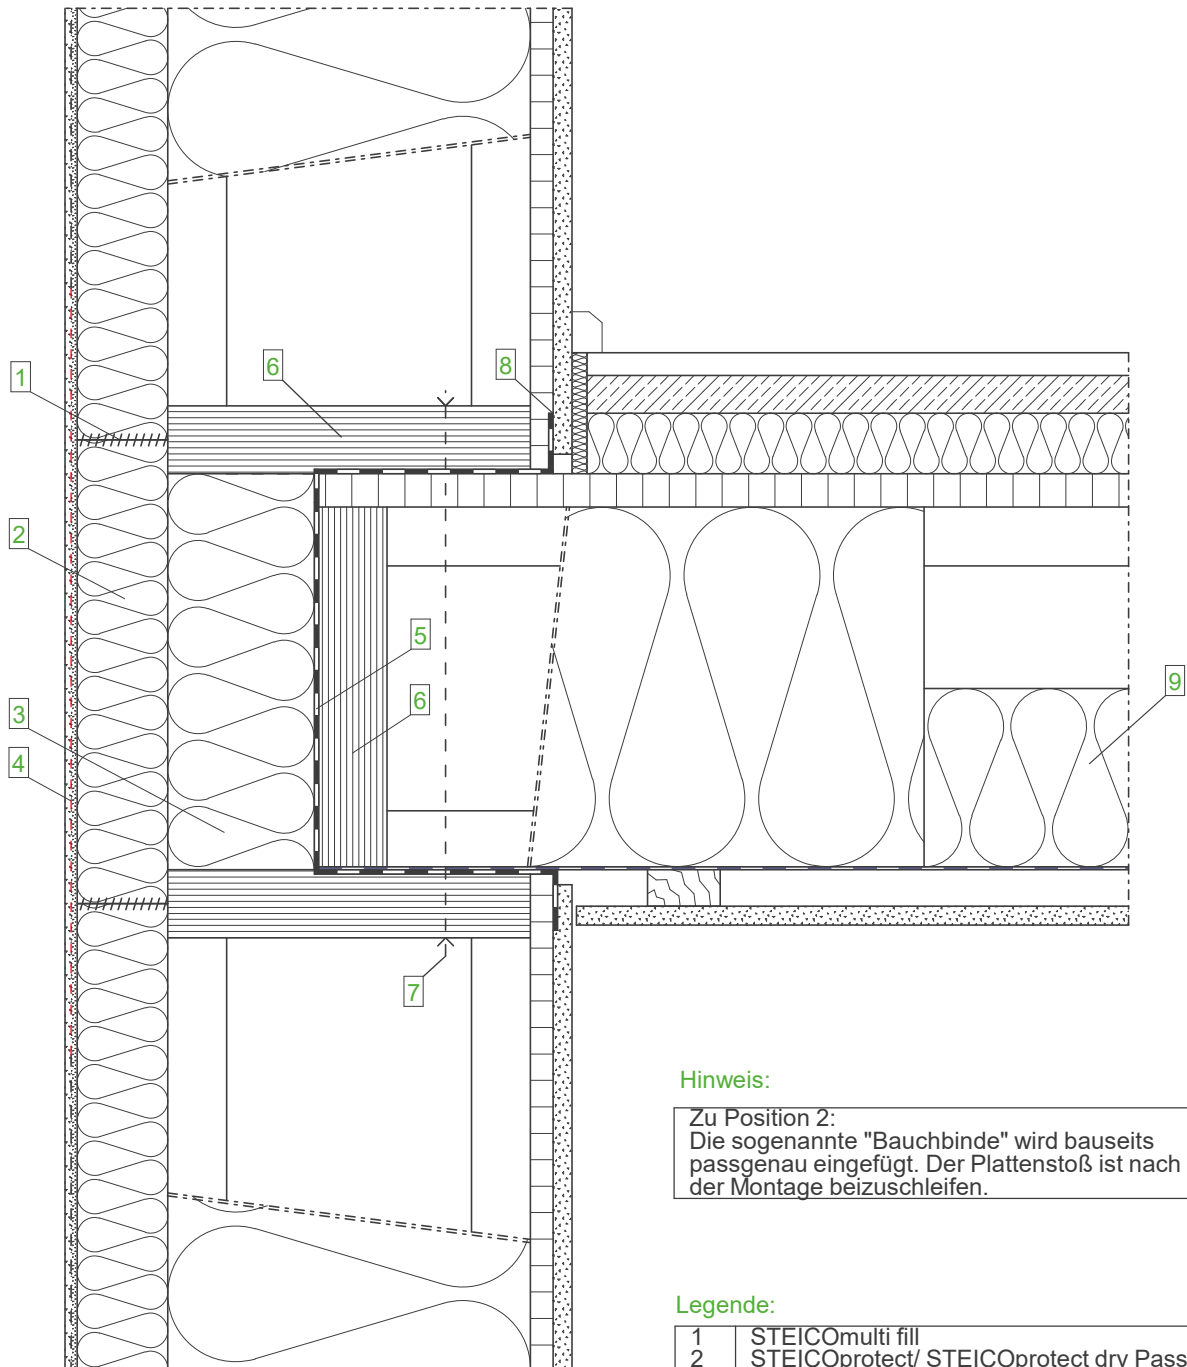 6
8
1
2
5
6
9
3
4
7
Hinweis:
Zu Position 2:
Die sogenannte "Bauchbinde" wird bauseits
passgenau eingefügt. Der Plattenstoß ist nach
der Montage beizuschleifen.
Legende:
1 STEICOmulti fill
2 STEICOprotect/ STEICOprotect dry Pass